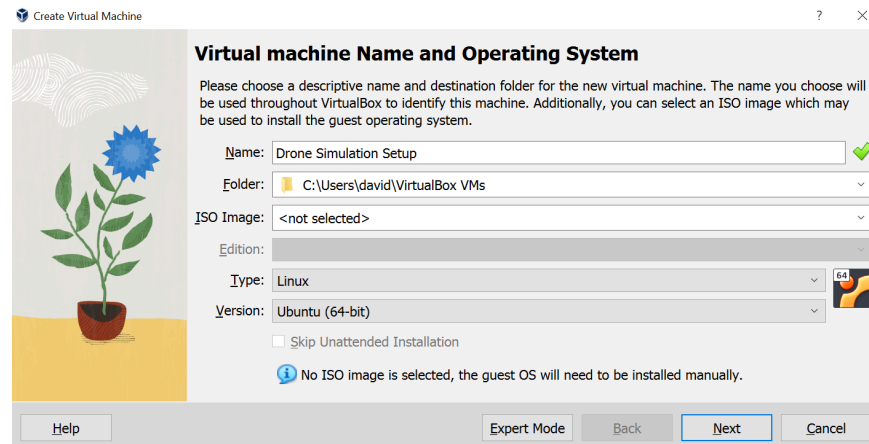 Create Virtual Machine
?
Virtual machine Name and Operating System
Please choose a descriptive name and destination folder for the new virtual machine. The name you choose will
be used throughout VirtualBox to identify this machine. Additionally, you can select an ISO image which may
be used to install the guest operating system.
Name: Drone Simulation Setup
Folder: C:\Users\david\VirtualBox VMs
ISO Image: <not selected>
Edition:
Type: Linux
64
Version: Ubuntu (64-bit)
Skip Unattended Installation
No ISO image is selected, the guest OS will need to be installed manually.
Help Expert Mode Back Next Cancel